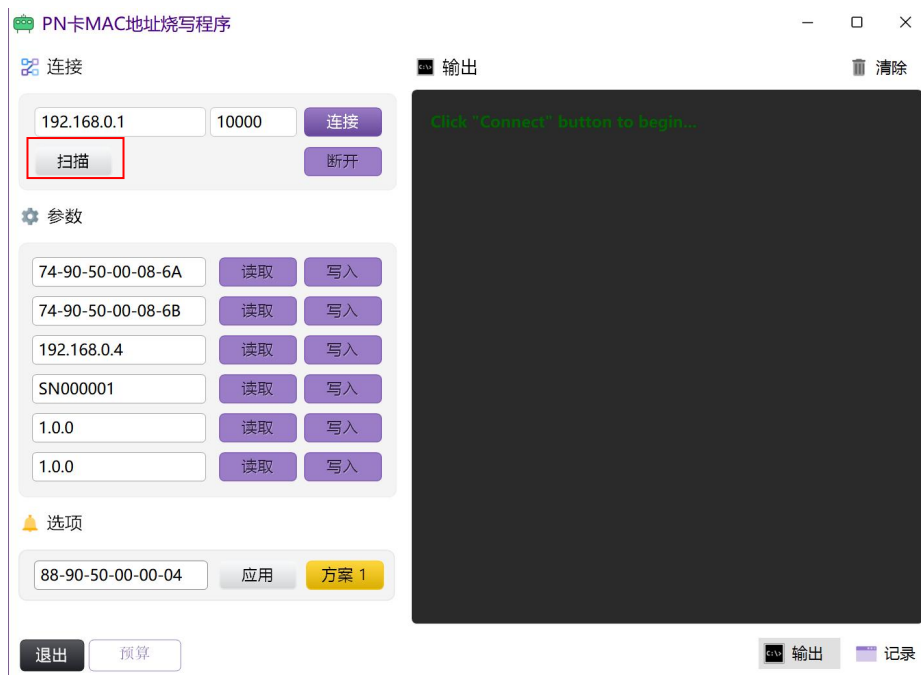 PN卡MAC地址烧写程序
连接
192.168.0.1 10000 连接
扫描 断开
参数
74-90-50-00-08-6A 读取 写入
74-90-50-00-08-6B 读取 写入
192.168.0.4 读取 写入
SN000001 读取 写入
1.0.0 读取 写入
1.0.0 读取 写入
选项
88-90-50-00-00-04 应用 方案 1
退出 预算
输出 清除
Click "Connect" button to begin...
输出 记录